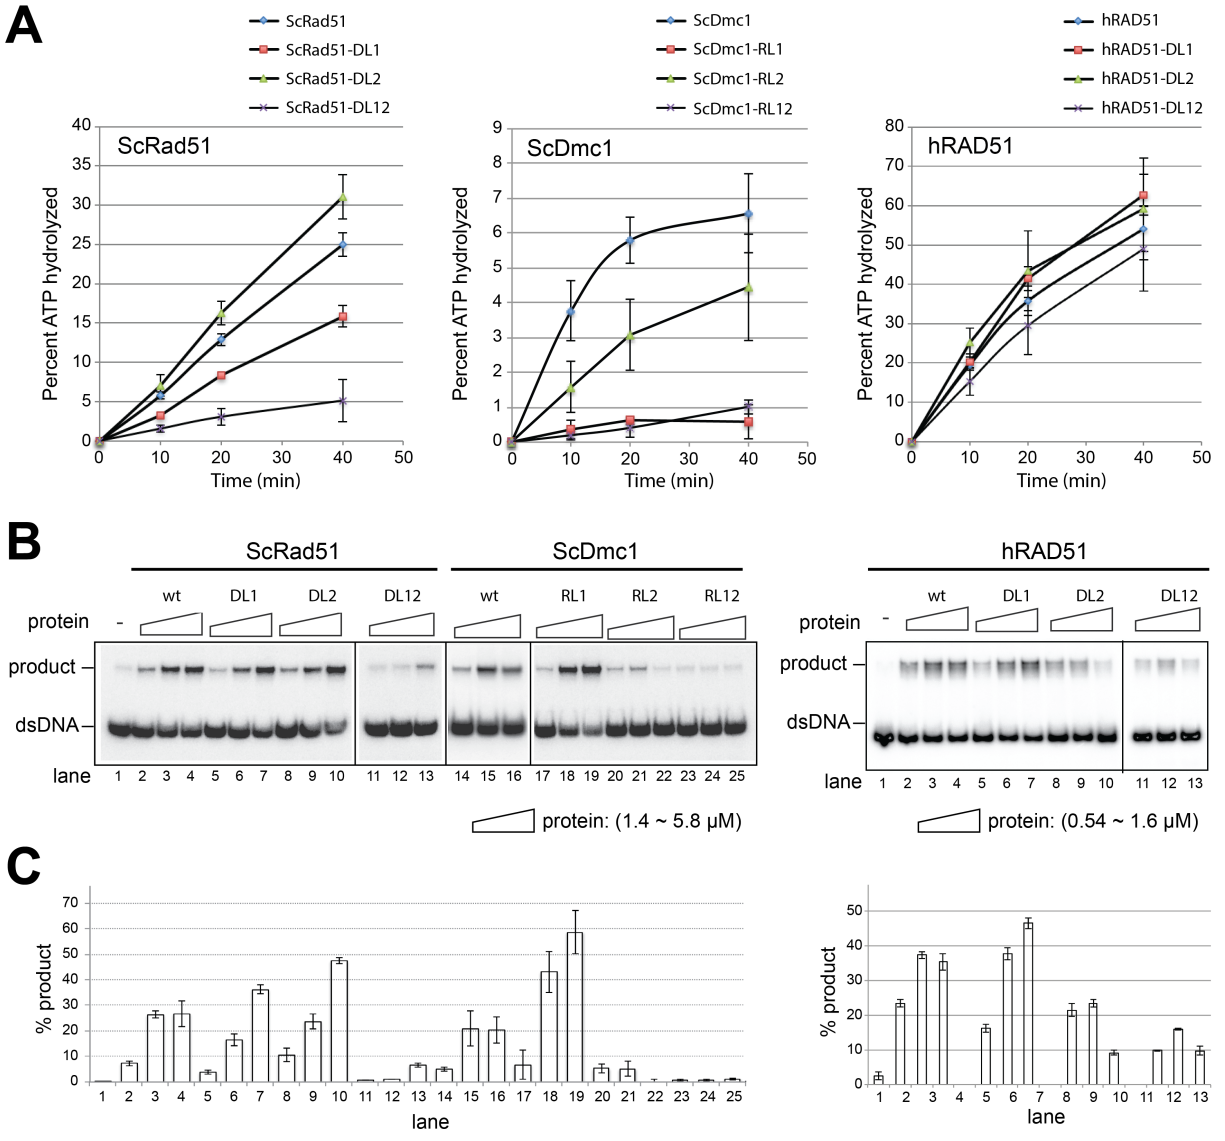 A
ScRad51
ScRad51-DL1
ScRad51-DL2
ScRad51-DL12
ScRad51
Percent ATP hydrolyzed
40
35
30
25
20
15
10
5
0
0 10 20 30 40 50
Time (min)
ScDmc1
ScDmc1-RL1
ScDmc1-RL2
ScDmc1-RL12
ScDmc1
Percent ATP hydrolyzed
9
8
7
6
5
4
3
2
1
0
0 10 20 30 40 50
Time (min)
hRAD51
hRAD51-DL1
hRAD51-DL2
hRAD51-DL12
hRAD51
Percent ATP hydrolyzed
80
70
60
50
40
30
20
10
0
0 10 20 30 40 50
Time (min)
B
ScRad51 ScDmc1
wt DL1 DL2 DL12 wt RL1 RL2 RL12
protein -
product
dsDNA
lane 1 2 3 4 5 6 7 8 9 10 11 12 13 14 15 16 17 18 19 20 21 22 23 24 25
protein: (1.4 ~ 5.8 µM)
hRAD51
wt DL1 DL2 DL12
protein -
product
dsDNA
lane 1 2 3 4 5 6 7 8 9 10 11 12 13
protein: (0.54 ~ 1.6 µM)
C
% product
70
60
50
40
30
20
10
0
1 2 3 4 5 6 7 8 9 10 11 12 13 14 15 16 17 18 19 20 21 22 23 24 25
lane
% product
50
40
30
20
10
0
1 2 3 4 5 6 7 8 9 10 11 12 13
lane